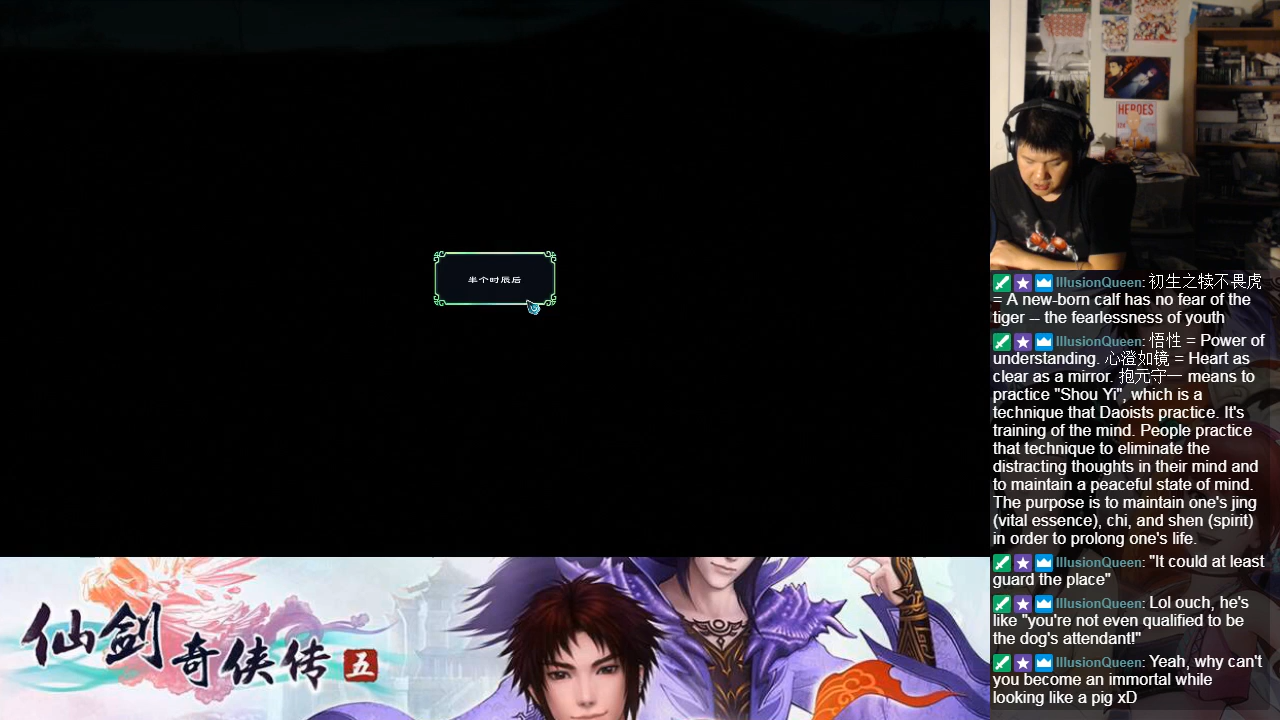 HEROES
半个时辰后
IllusionQueen: 初生之犊不畏虎
= A new-born calf has no fear of the
tiger -- the fearlessness of youth
IllusionQueen: 悟性 = Power of
understanding. 心澄如镜 = Heart as
clear as a mirror. 抱元守一 means to
practice "Shou Yi", which is a
technique that Daoists practice. It's
training of the mind. People practice
that technique to eliminate the
distracting thoughts in their mind and
to maintain a peaceful state of mind.
The purpose is to maintain one's jing
(vital essence), chi, and shen (spirit)
in order to prolong one's life.
IllusionQueen: "It could at least
guard the place"
IllusionQueen: Lol ouch, he's
like "you're not even qualified to be
the dog's attendant!"
IllusionQueen: Yeah, why can't
you become an immortal while
looking like a pig xD
仙剑奇侠传五